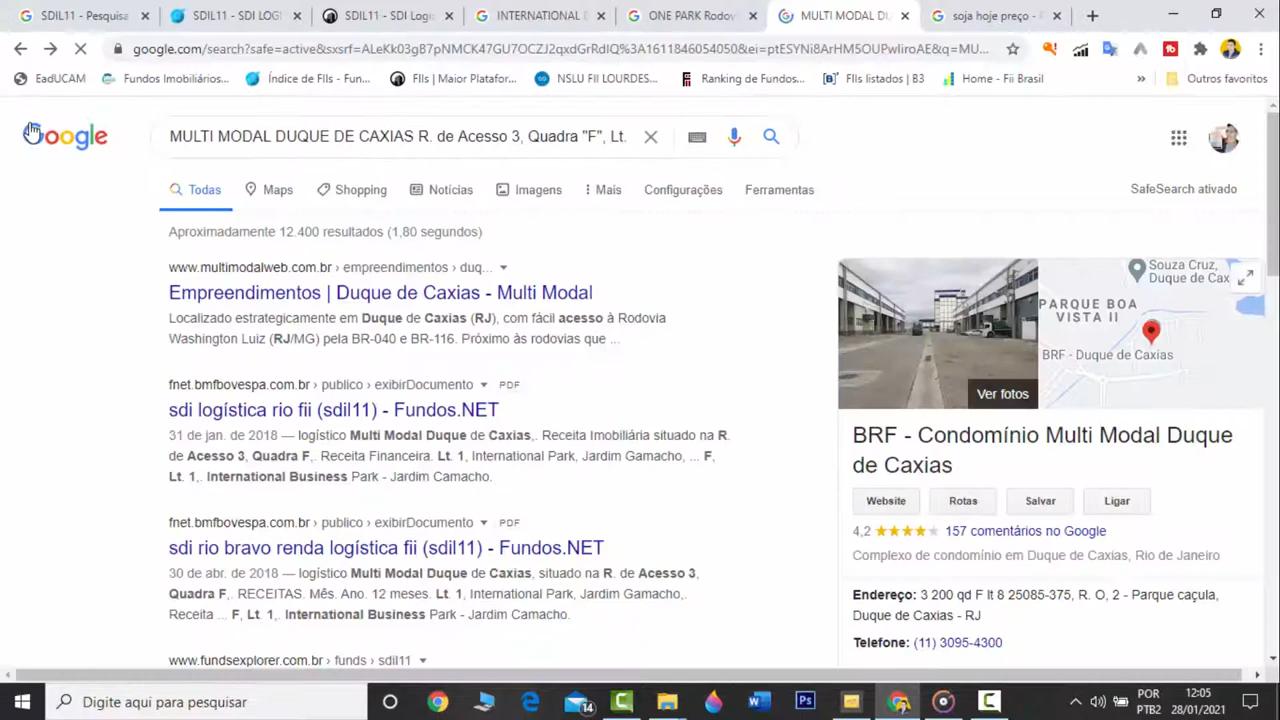 SDIL11 - Pesquisa
SDIL11 - SDI LOGI
SDIL11 - SDI Logis
INTERNATIONAL D
ONE PARK Rodov
MULTI MODAL DU
soja hoje preço - P
google.com/search?safe=active&sxsrf=ALeKk03gB7pNMCK47GU7OCZJ2qxdGrRdIQ%3A1611846054050&ei=ptESYNi8ArHM5OUPwIiroAE&q=MU...
EadUCAM
Fundos Imobiliários...
Índice de FIIs - Fun...
FIIs | Maior Platafor...
NSLU FII LOURDES...
Ranking de Fundos...
FIIs listados | B3
Home - Fii Brasil
»
Outros favoritos
Google
MULTI MODAL DUQUE DE CAXIAS R. de Acesso 3, Quadra "F", Lt.
Todas
Maps
Shopping
Notícias
Imagens
Mais
Configurações
Ferramentas
SafeSearch ativado
Aproximadamente 12.400 resultados (1,80 segundos)
www.multimodalweb.com.br › empreendimentos › duq...
Empreendimentos | Duque de Caxias - Multi Modal
Localizado estrategicamente em Duque de Caxias (RJ), com fácil acesso à Rodovia
Washington Luiz (RJ/MG) pela BR-040 e BR-116. Próximo às rodovias que ...
fnet.bmfbovespa.com.br › publico › exibirDocumento PDF
sdi logística rio fii (sdil11) - Fundos.NET
31 de jan. de 2018 — logístico Multi Modal Duque de Caxias,. Receita Imobiliária situado na R.
de Acesso 3, Quadra F,. Receita Financeira. Lt. 1, International Park, Jardim Gamacho, ... F,
Lt. 1,. International Business Park - Jardim Camacho.
fnet.bmfbovespa.com.br › publico › exibirDocumento PDF
sdi rio bravo renda logística fii (sdil11) - Fundos.NET
30 de abr. de 2018 — logístico Multi Modal Duque de Caxias, situado na R. de Acesso 3,
Quadra F,. RECEITAS. Mês. Ano. 12 meses. Lt. 1, International Park, Jardim Gamacho,.
Receita ... F, Lt. 1,. International Business Park - Jardim Camacho.
www.fundsexplorer.com.br › funds › sdil11
Souza Cruz,
Duque de Cax
PARQUE BOA
VISTA II
BRF - Duque de Caxias
Ver fotos
BRF - Condomínio Multi Modal Duque
de Caxias
Website
Rotas
Salvar
Ligar
4,2 157 comentários no Google
Complexo de condomínio em Duque de Caxias, Rio de Janeiro
Endereço: 3 200 qd F lt 8 25085-375, R. O, 2 - Parque caçula,
Duque de Caxias - RJ
Telefone: (11) 3095-4300
Digite aqui para pesquisar
14
W
Ps
POR
PTB2
12:05
28/01/2021